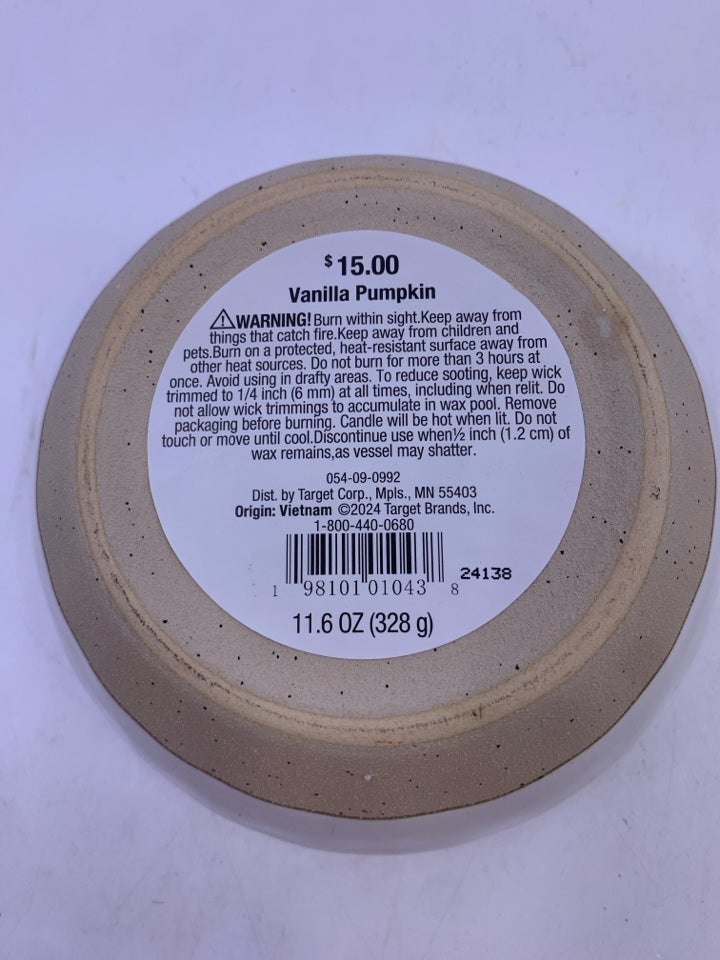 $15.00
Vanilla Pumpkin
⚠WARNING! Burn within sight.Keep away from
things that catch fire.Keep away from children and
pets.Burn on a protected, heat-resistant surface away from
other heat sources. Do not burn for more than 3 hours at
once. Avoid using in drafty areas. To reduce sooting, keep wick
trimmed to 1/4 inch (6 mm) at all times, including when relit. Do
not allow wick trimmings to accumulate in wax pool. Remove
packaging before burning. Candle will be hot when lit. Do not
touch or move until cool.Discontinue use when½ inch (1.2 cm) of
wax remains,as vessel may shatter.
054-09-0992
Dist. by Target Corp., Mpls., MN 55403
Origin: Vietnam ©2024 Target Brands, Inc.
1-800-440-0680
24138
1 98101 01043 8
11.6 OZ (328 g)